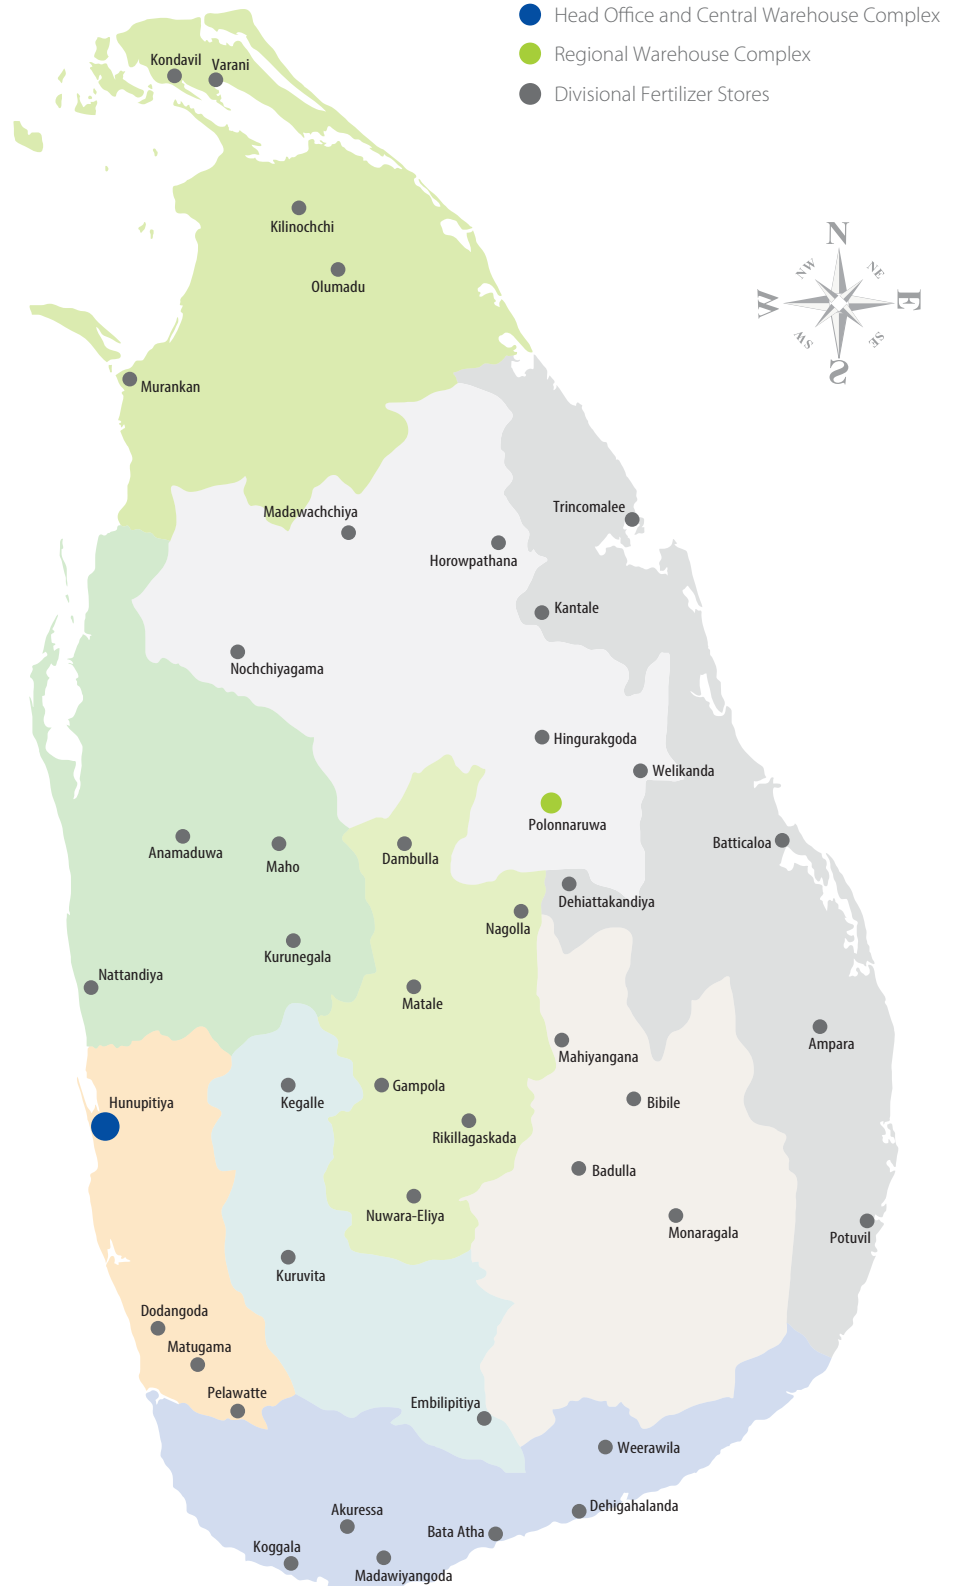 Head Office and Central Warehouse Complex
Regional Warehouse Complex
Divisional Fertilizer Stores
Kondavil
Varani
Kilinochchi
Olumadu
N
NW
NE
W
E
SW
SE
S
Murankan
Madawachchiya
Trincomalee
Horowpathana
Kantale
Nochchiyagama
Hingurakgoda
Welikanda
Polonnaruwa
Anamaduwa
Maho
Dambulla
Batticaloa
Dehiattakandiya
Nagolla
Kurunegala
Nattandiya
Matale
Ampara
Mahiyangana
Gampola
Hunupitiya
Kegalle
Bibile
Rikillagaskada
Badulla
Nuwara-Eliya
Monaragala
Potuvil
Kuruvita
Dodangoda
Matugama
Pelawatte
Embilipitiya
Weerawila
Dehigahalanda
Akuressa
Bata Atha
Koggala
Madawiyangoda